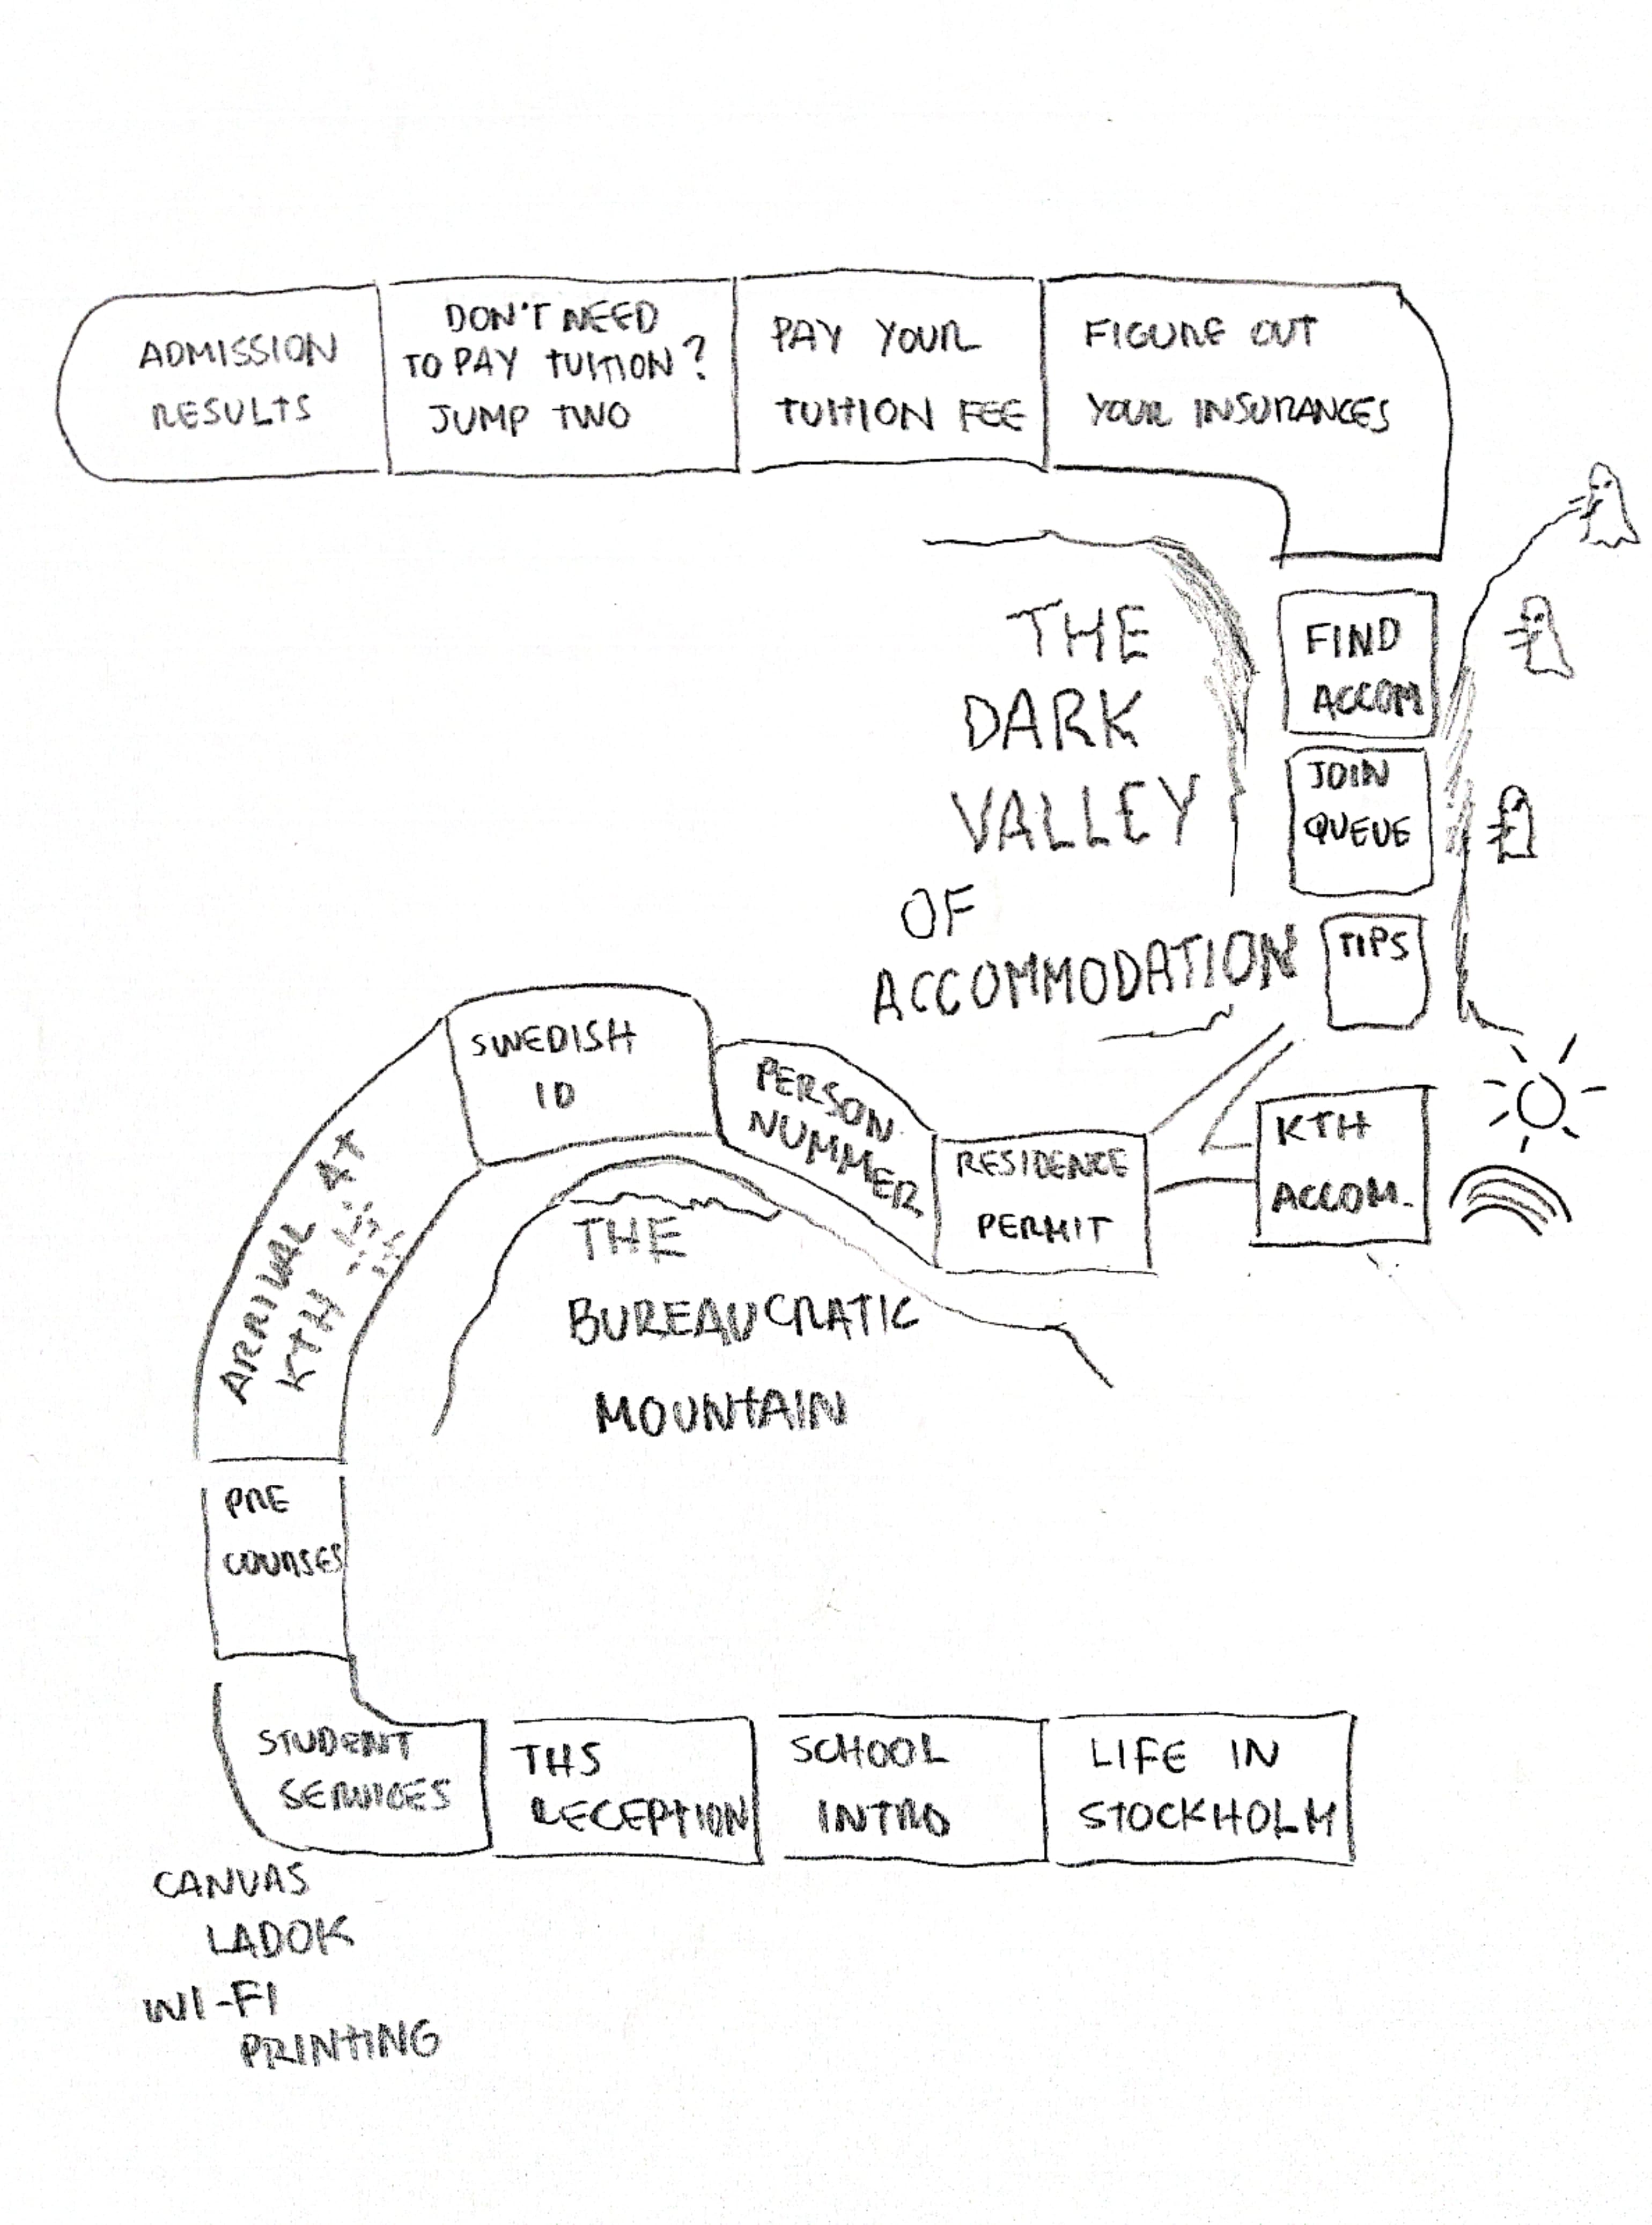 ADMISSION
RESULTS
DON'T NEED
TO PAY TUITION?
JUMP TWO
PAY YOUR
TUITION FEE
FIGURE OUT
YOUR INSURANCES
THE
DARK
VALLEY
OF
ACCOMMODATION
FIND
ACCOM
JOIN
QUEUE
TIPS
KTH
ACCOM.
RESIDENCE
PERMIT
PERSON
NUMMER
SWEDISH
ID
THE
BUREAUCRATIC
MOUNTAIN
ARRIVAL AT
KTH
PRE
COURSES
STUDENT
SERVICES
CANVAS
LADOK
WI-FI
PRINTING
THS
RECEPTION
SCHOOL
INTRO
LIFE IN
STOCKHOLM